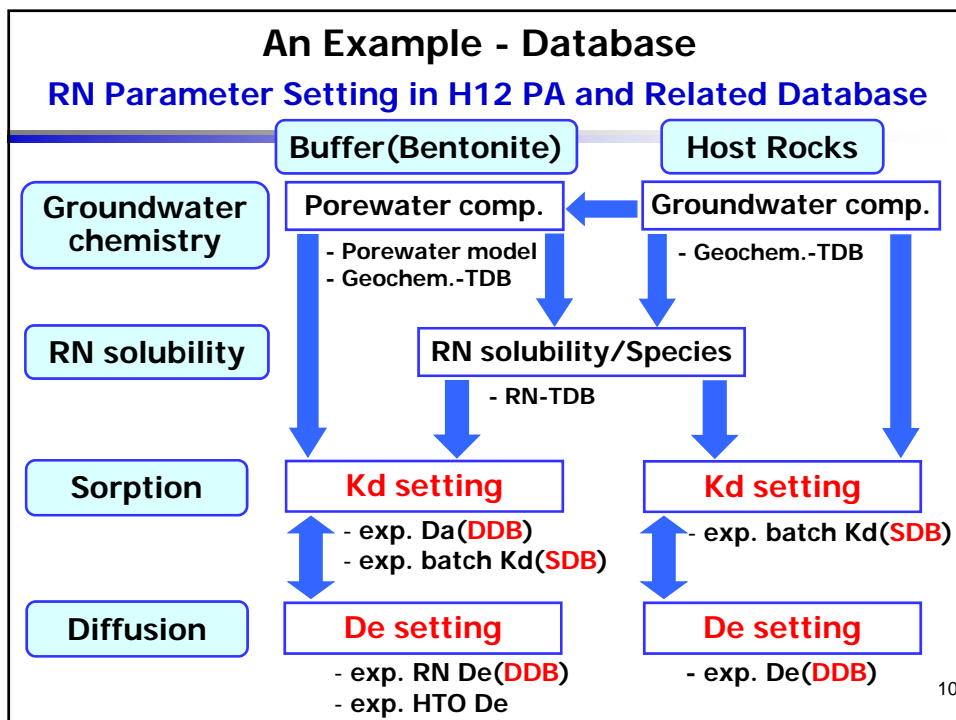 An Example - Database
RN Parameter Setting in H12 PA and Related Database
Buffer(Bentonite)
Host Rocks
Groundwater
chemistry
Porewater comp.
Groundwater comp.
- Porewater model
- Geochem.-TDB
- Geochem.-TDB
RN solubility
RN solubility/Species
- RN-TDB
Sorption
Kd setting
Kd setting
- exp. Da(DDB)
- exp. batch Kd(SDB)
- exp. batch Kd(SDB)
Diffusion
De setting
De setting
- exp. RN De(DDB)
- exp. HTO De
- exp. De(DDB)
10